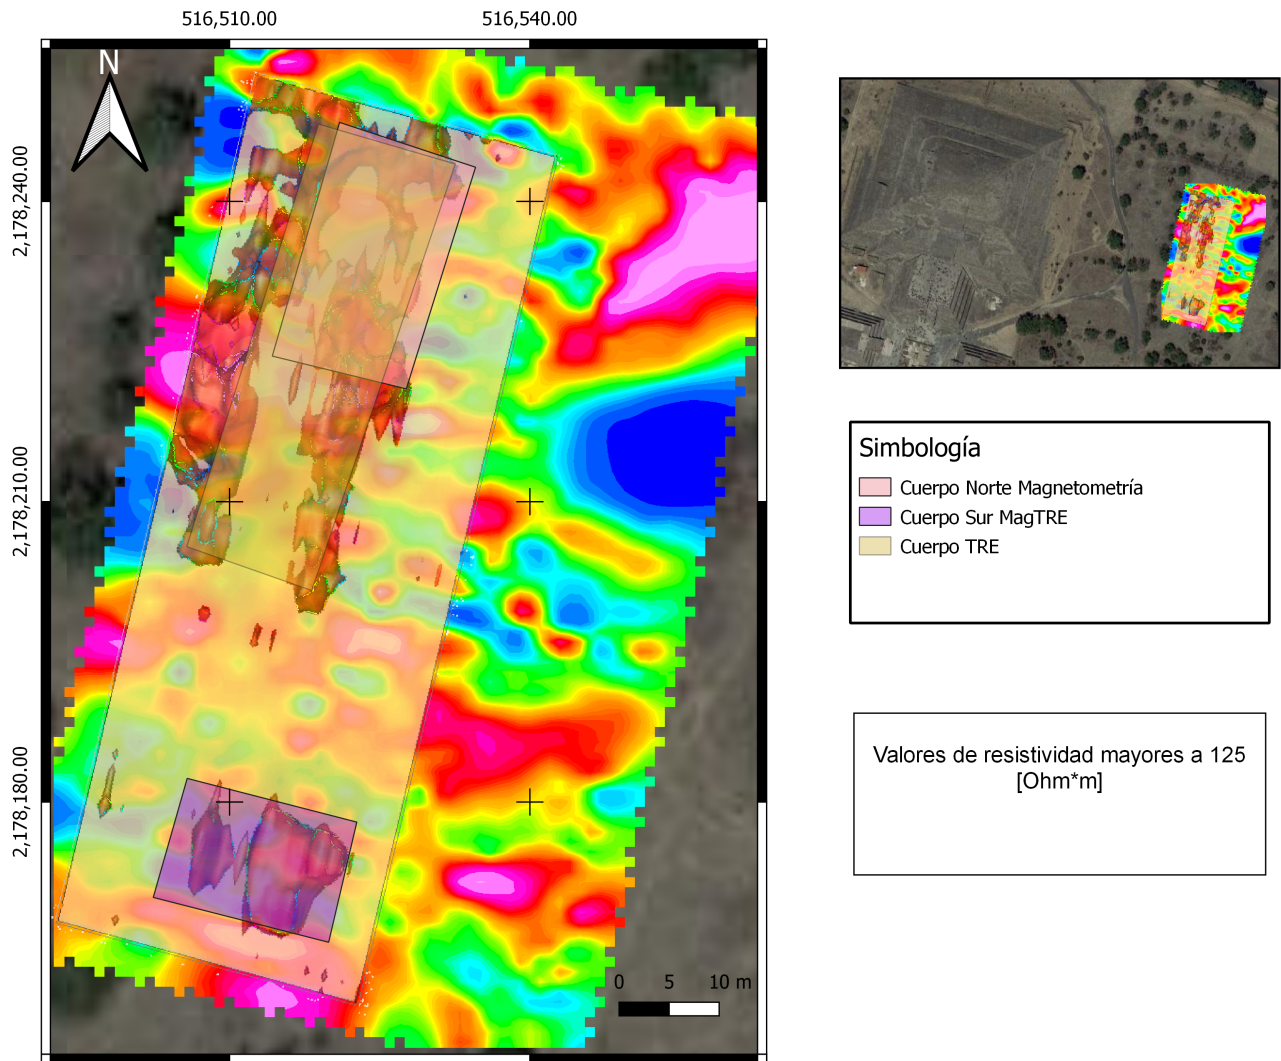 516,510.00
516,540.00
N
2,178,240.00
2,178,210.00
2,178,180.00
0 5 10 m
Simbología
Cuerpo Norte Magnetometría
Cuerpo Sur MagTRE
Cuerpo TRE
Valores de resistividad mayores a 125
[Ohm*m]